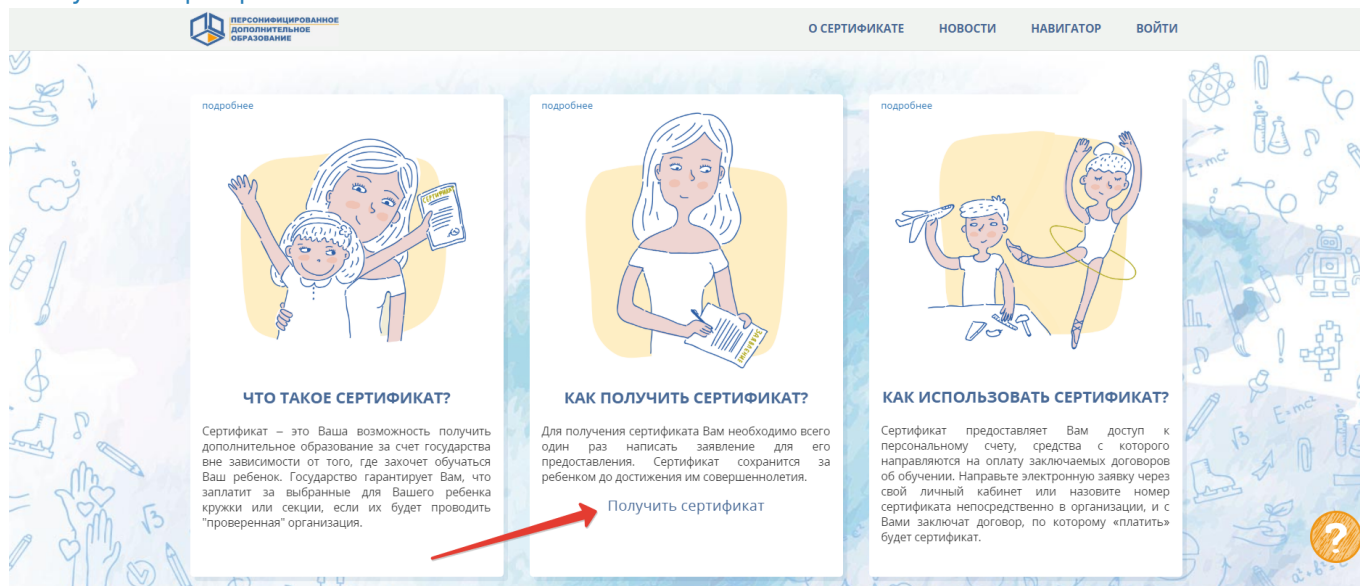 ПЕРСОНИФИЦИРОВАННОЕ
ДОПОЛНИТЕЛЬНОЕ
ОБРАЗОВАНИЕ
О СЕРТИФИКАТЕ НОВОСТИ НАВИГАТОР ВОЙТИ
подробнее
СЕРТИФИКАТ
ЧТО ТАКОЕ СЕРТИФИКАТ?
Сертификат – это Ваша возможность получить
дополнительное образование за счет государства
вне зависимости от того, где захочет обучаться
Ваш ребенок. Государство гарантирует Вам, что
заплатит за выбранные для Вашего ребенка
кружки или секции, если их будет проводить
"проверенная" организация.
подробнее
КАК ПОЛУЧИТЬ СЕРТИФИКАТ?
Для получения сертификата Вам необходимо всего
один раз написать заявление для его
предоставления. Сертификат сохранится за
ребенком до достижения им совершеннолетия.
Получить сертификат
подробнее
КАК ИСПОЛЬЗОВАТЬ СЕРТИФИКАТ?
Сертификат предоставляет Вам доступ к
персональному счету, средства с которого
направляются на оплату заключаемых договоров
об обучении. Направьте электронную заявку через
свой личный кабинет или назовите номер
сертификата непосредственно в организации, и с
Вами заключат договор, по которому «платить»
будет сертификат.
E=mc²
E=mc²
?